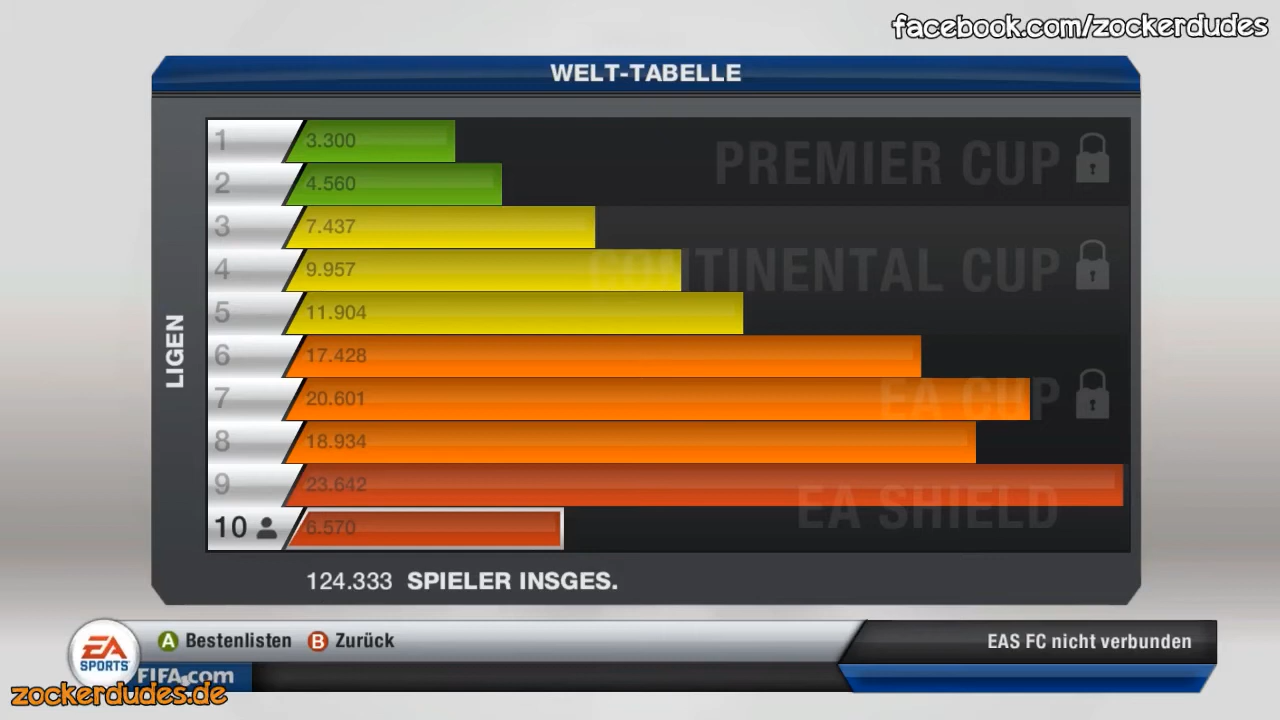 facebook.com/zockerdudes
WELT-TABELLE
LIGEN
1 3.300
PREMIER CUP
2 4.560
3 7.437
4 9.957
CONTINENTAL CUP
5 11.904
6 17.428
7 20.601
EA CUP
8 18.934
9 23.642
EA SHIELD
10 6.570
124.333 SPIELER INSGES.
A Bestenlisten B Zurück
EAS FC nicht verbunden
EA SPORTS
FIFA.com
zockerdudes.de